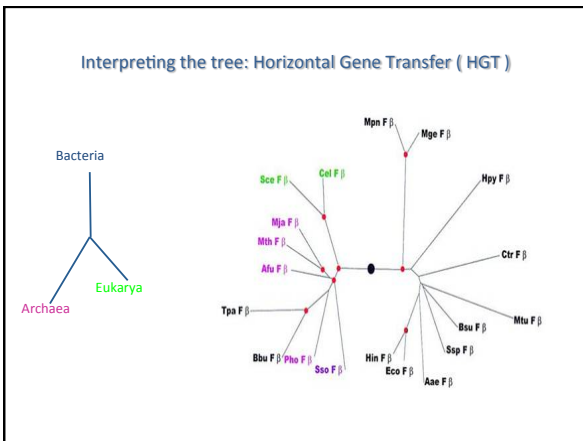 Interpreting the tree: Horizontal Gene Transfer ( HGT )
Bacteria
Archaea
Eukarya
Mpn F β
Mge F β
Cel F β
Sce F β
Hpy F β
Mja F β
Mth F β
Afu F β
Ctr F β
Tpa F β
Mtu F β
Bsu F β
Ssp F β
Bbu F β
Pho F β
Sso F β
Hin F β
Eco F β
Aae F β